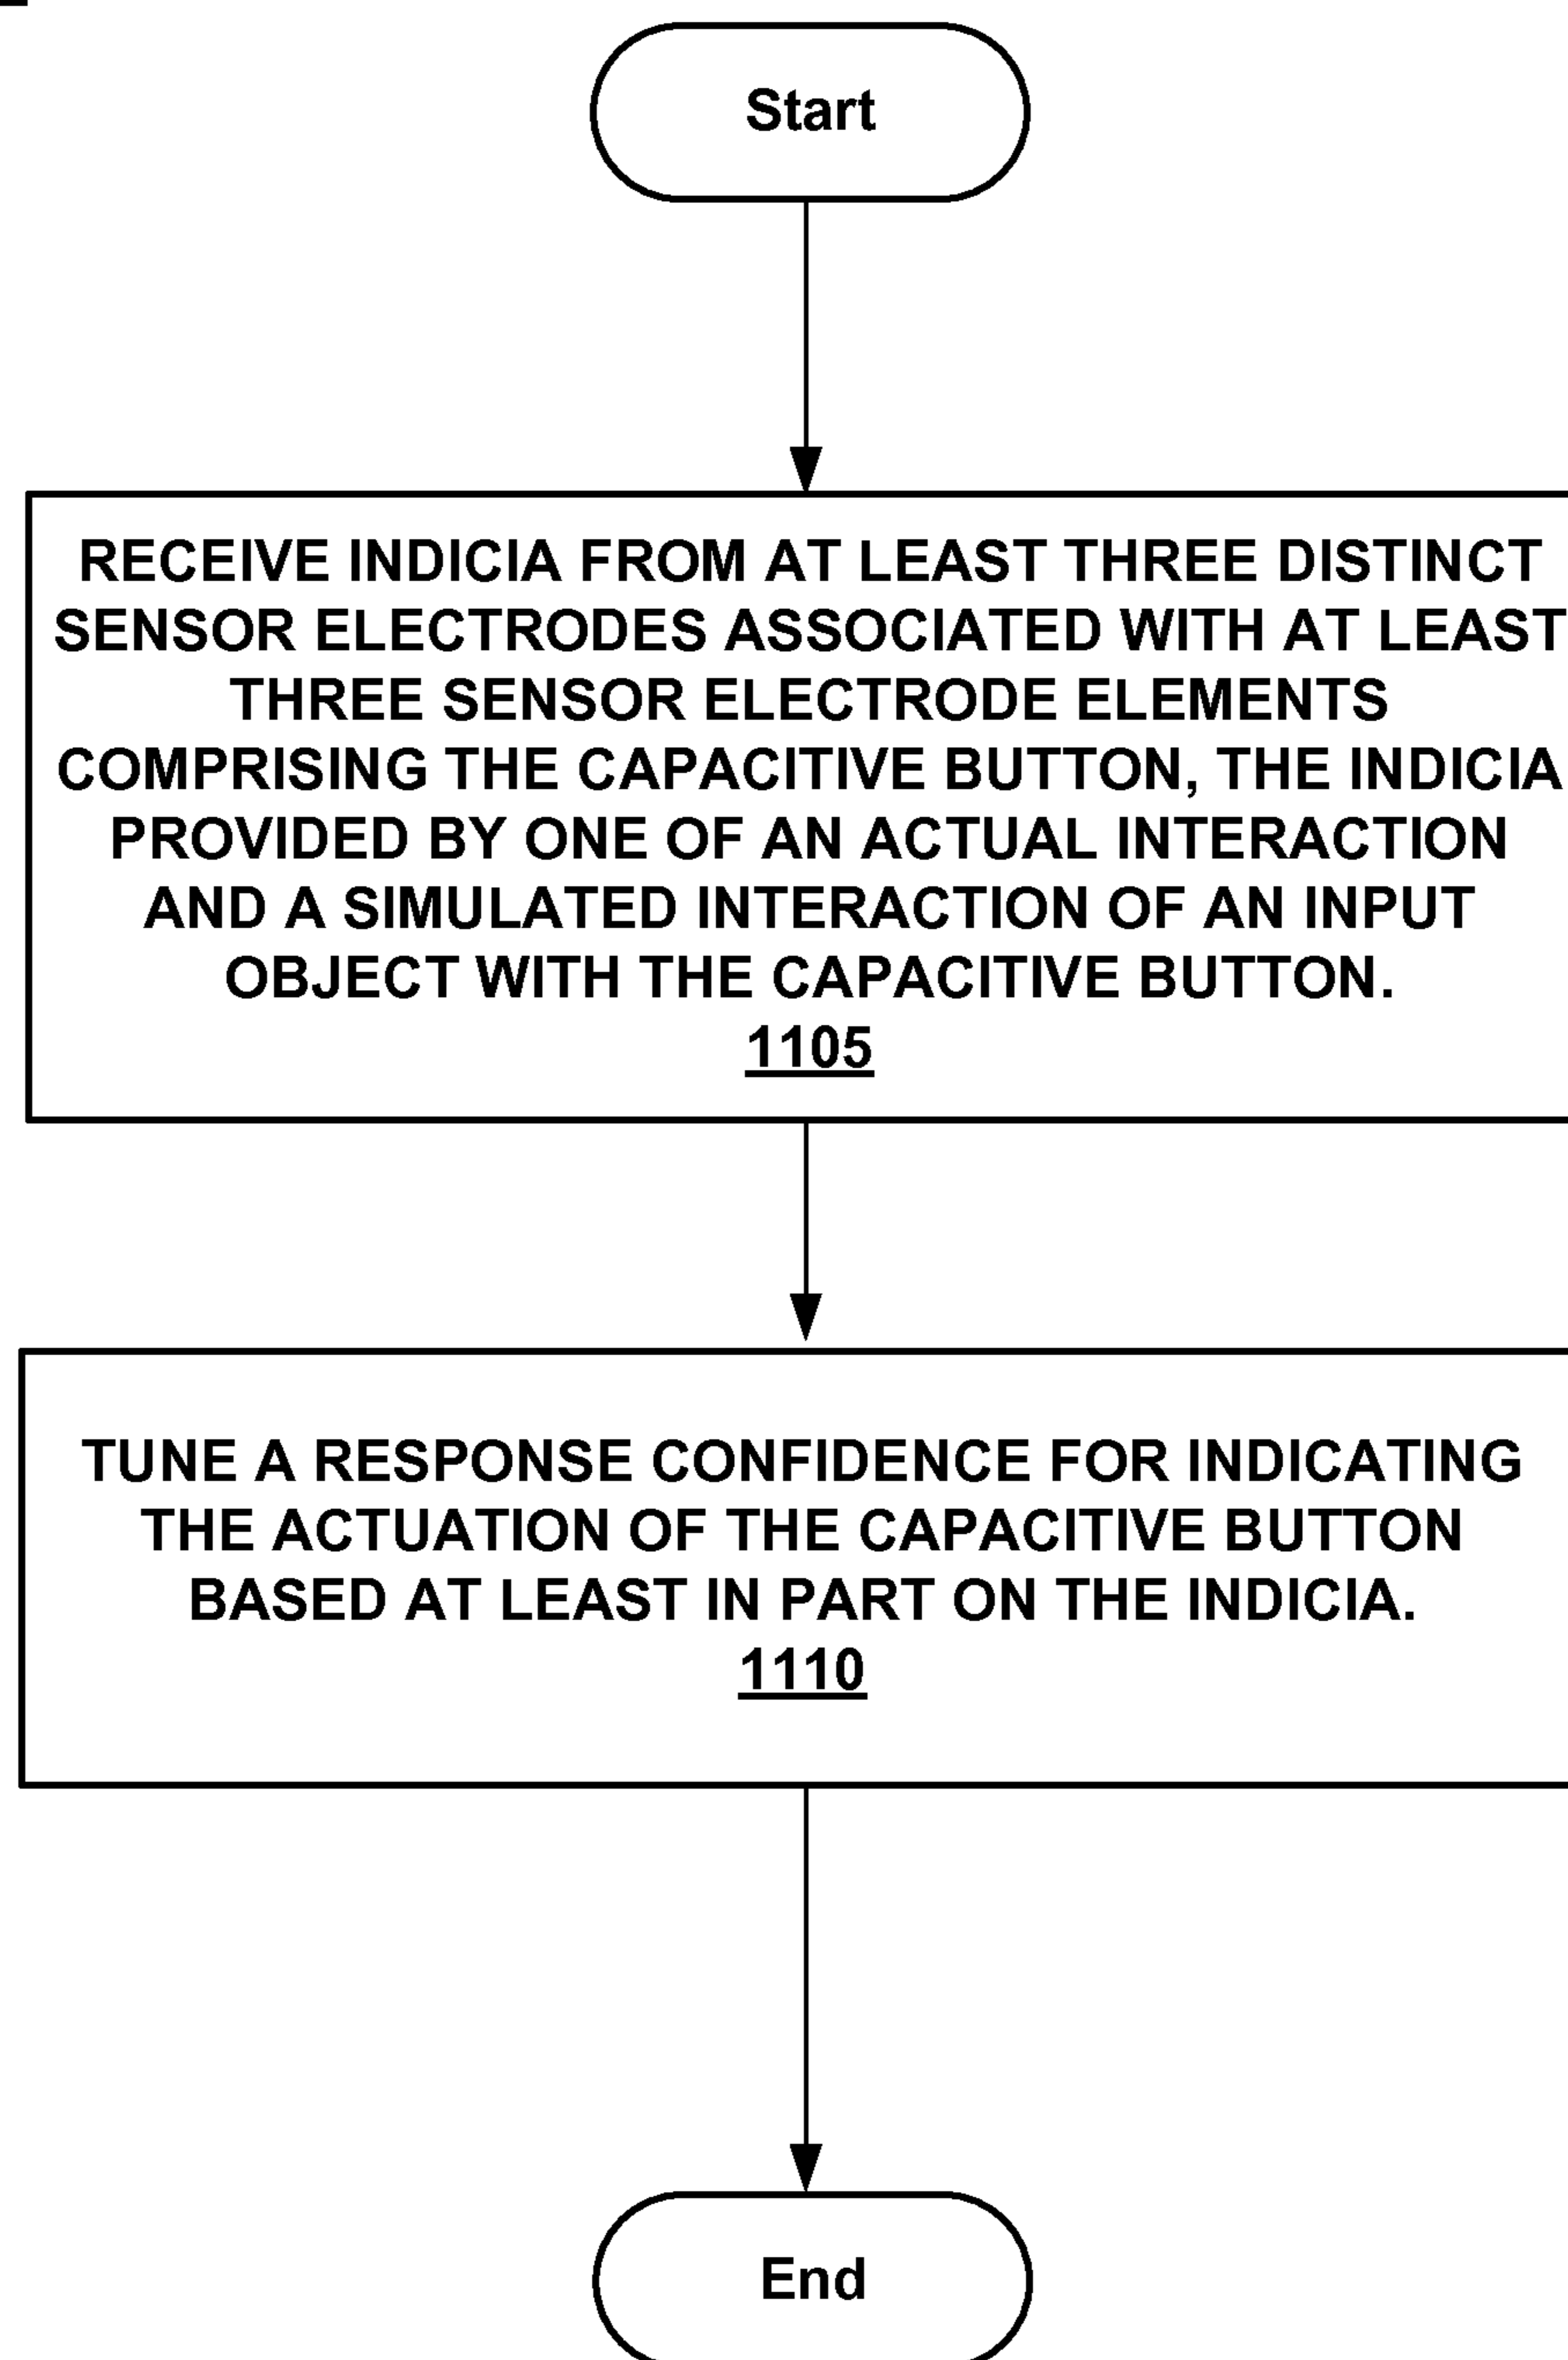 Start
RECEIVE INDICIA FROM AT LEAST THREE DISTINCT
SENSOR ELECTRODES ASSOCIATED WITH AT LEAST
THREE SENSOR ELECTRODE ELEMENTS
COMPRISING THE CAPACITIVE BUTTON, THE INDICIA
PROVIDED BY ONE OF AN ACTUAL INTERACTION
AND A SIMULATED INTERACTION OF AN INPUT
OBJECT WITH THE CAPACITIVE BUTTON.
1105
TUNE A RESPONSE CONFIDENCE FOR INDICATING
THE ACTUATION OF THE CAPACITIVE BUTTON
BASED AT LEAST IN PART ON THE INDICIA.
1110
End